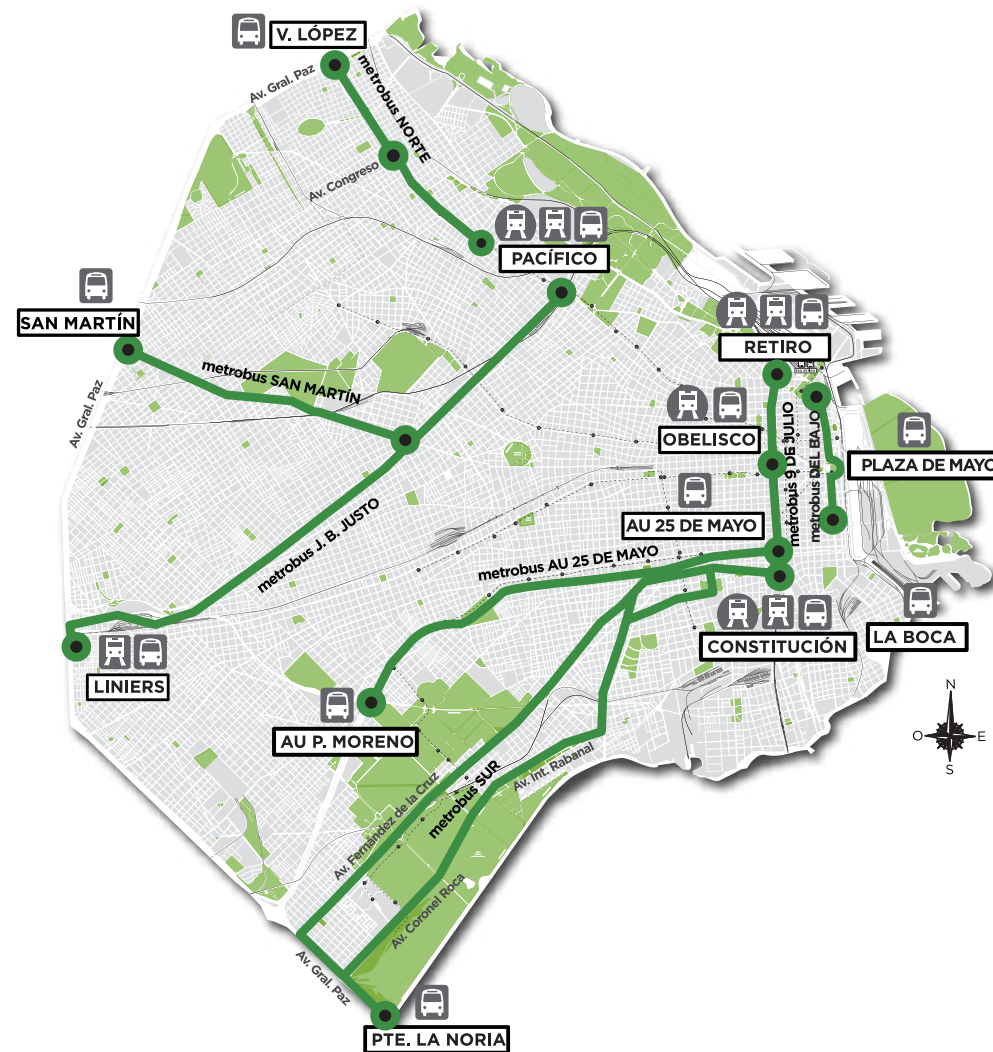 V. LÓPEZ
Av. Gral. Paz
metrobus NORTE
Av. Congreso
PACÍFICO
SAN MARTÍN
RETIRO
metrobus SAN MARTÍN
Av. Gral. Paz
OBELISCO
metrobus 9 DE JULIO
metrobus DEL BAJO
PLAZA DE MAYO
AU 25 DE MAYO
metrobus J. B. JUSTO
metrobus AU 25 DE MAYO
CONSTITUCIÓN
LA BOCA
LINIERS
AU P. MORENO
N
O
E
S
Av. Int. Rabanal
metrobus SUR
Av. Fernández de la Cruz
Av. Coronel Roca
Av. Gral. Paz
PTE. LA NORIA